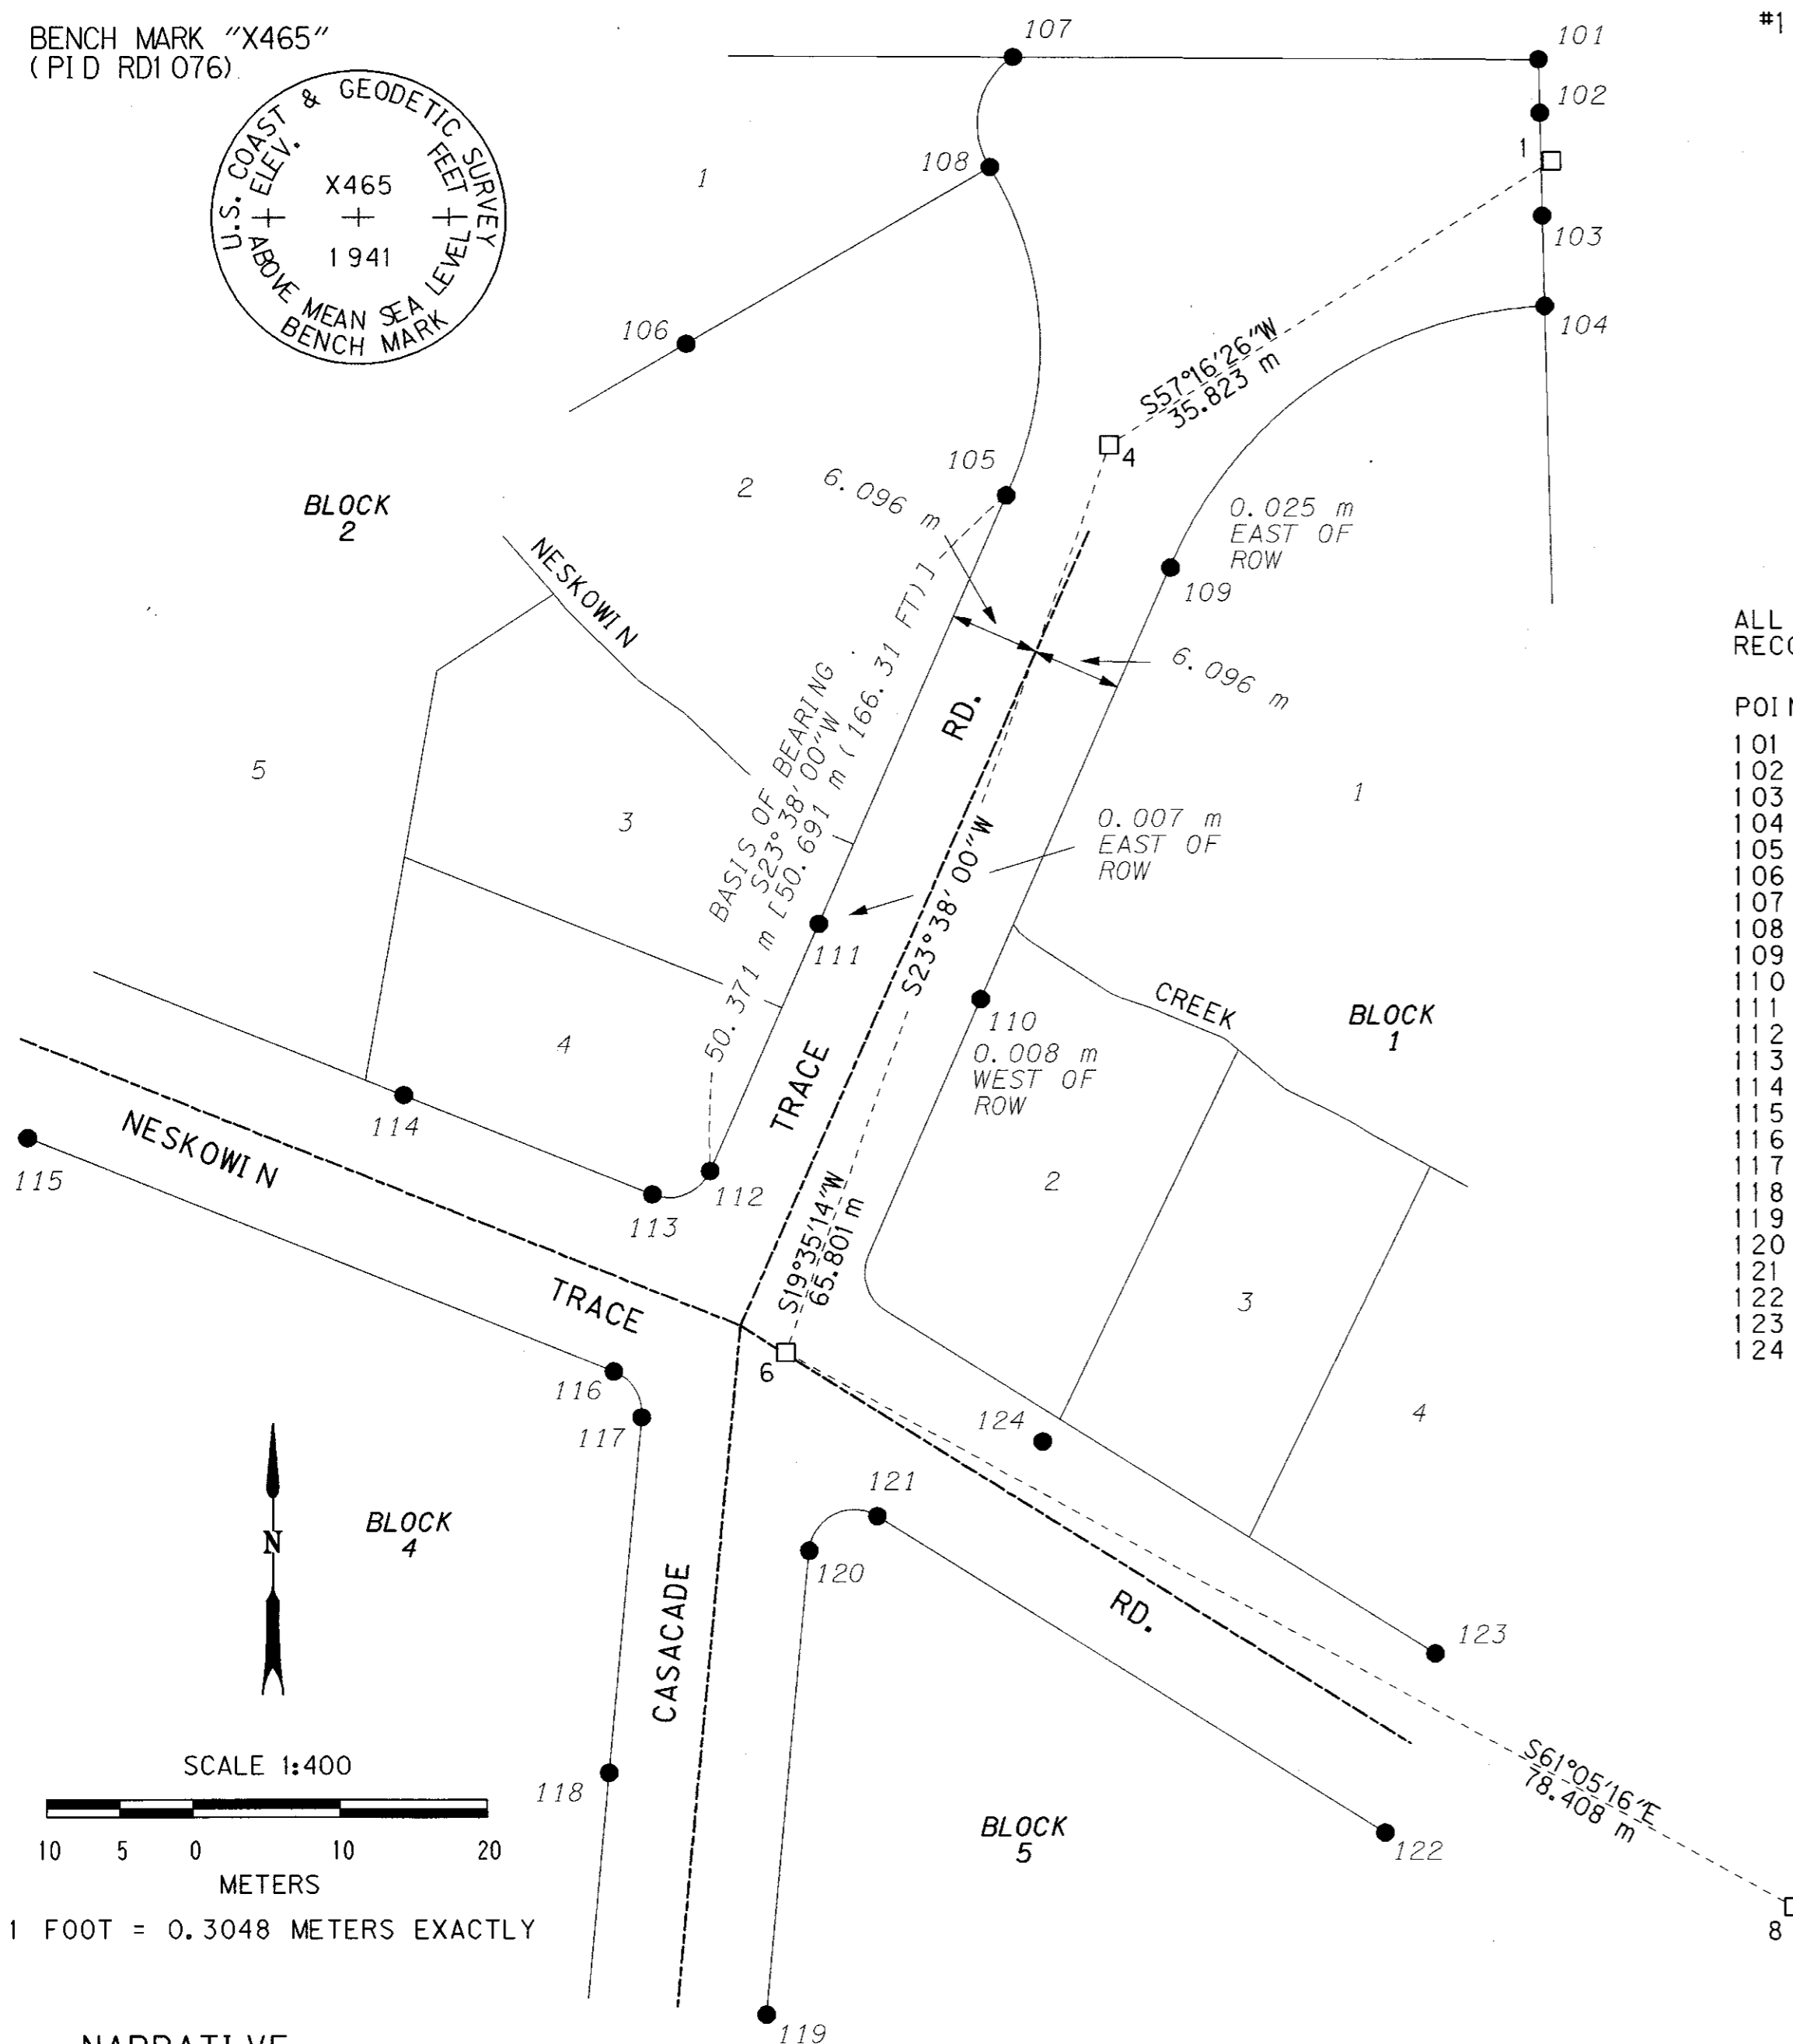 BENCH MARK "X465"
(PID RD1076)
U.S. COAST & GEODETIC SURVEY
ELEV. FEET
X465
1941
ABOVE MEAN SEA LEVEL
BENCH MARK
#1
107
101
102
1
108
1
103
104
106
S57°16'26"W
35.823 m
4
105
2
6.096 m
0.025 m
EAST OF
ROW
BLOCK
2
109
NESKOWIN
ALL
RECO
6.096 m
RD.
BASIS OF BEARING
S23°38'00"W
50.371 m [50.691 m (166.31 FT)]
POIN
101
102
103
104
105
106
107
108
109
110
111
112
113
114
115
116
117
118
119
120
121
122
123
124
5
3
1
0.007 m
EAST OF
ROW
S23°38'00"W
111
CREEK
110
0.008 m
WEST OF
ROW
BLOCK
1
4
TRACE
114
NESKOWIN
115
112
113
2
S19°35'14"W
65.801 m
TRACE
3
6
116
4
117
124
121
BLOCK
4
N
120
CASACADE
RD.
123
SCALE 1:400
118
S61°05'16"E
78.408 m
10 5 0 10 20
METERS
BLOCK
5
122
1 FOOT = 0.3048 METERS EXACTLY
8
119
NARRATIVE